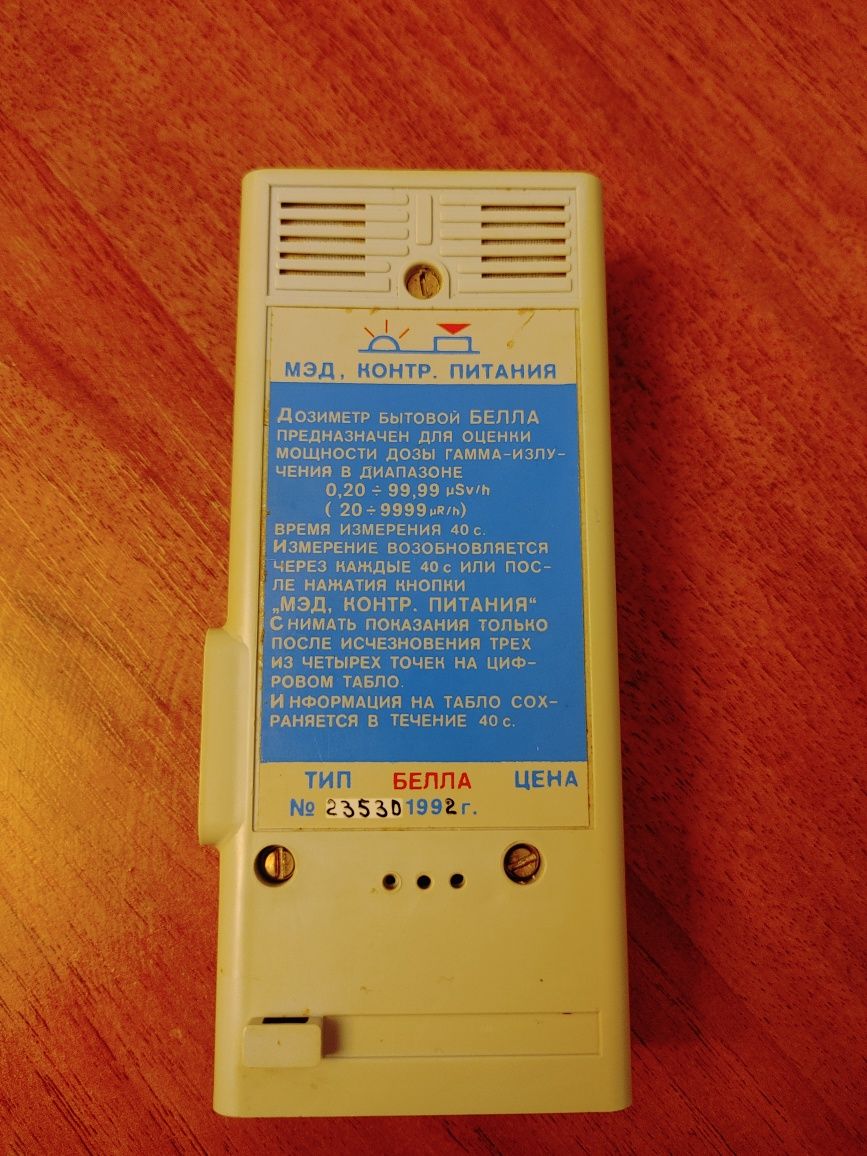 МЭД, КОНТР. ПИТАНИЯ
ДОЗИМЕТР БЫТОВОЙ БЕЛЛА
ПРЕДНАЗНАЧЕН ДЛЯ ОЦЕНКИ
МОЩНОСТИ ДОЗЫ ГАММА-ИЗЛУ-
ЧЕНИЯ В ДИАПАЗОНЕ
0,20 ÷ 99,99 μSv/h
( 20 ÷ 9999 μR/h)
ВРЕМЯ ИЗМЕРЕНИЯ 40 с.
ИЗМЕРЕНИЕ ВОЗОБНОВЛЯЕТСЯ
ЧЕРЕЗ КАЖДЫЕ 40 с ИЛИ ПОС-
ЛЕ НАЖАТИЯ КНОПКИ
„МЭД, КОНТР. ПИТАНИЯ“
СНИМАТЬ ПОКАЗАНИЯ ТОЛЬКО
ПОСЛЕ ИСЧЕЗНОВЕНИЯ ТРЕХ
ИЗ ЧЕТЫРЕХ ТОЧЕК НА ЦИФ-
РОВОМ ТАБЛО.
ИНФОРМАЦИЯ НА ТАБЛО СОХ-
РАНЯЕТСЯ В ТЕЧЕНИЕ 40 с.
ТИП БЕЛЛА ЦЕНА
№ 23530 1992 г.